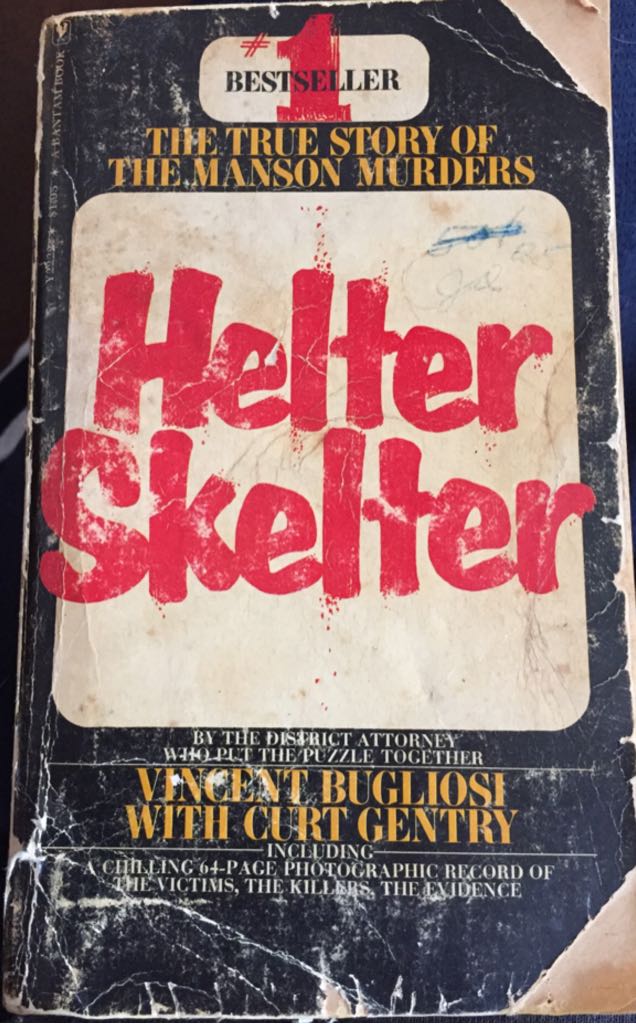 #1
BESTSELLER
THE TRUE STORY OF
THE MANSON MURDERS
Helter
Skelter
BY THE DISTRICT ATTORNEY
WHO PUT THE PUZZLE TOGETHER
VINCENT BUGLIOSI
WITH CURT GENTRY
INCLUDING
A CHILLING 64-PAGE PHOTOGRAPHIC RECORD OF
THE VICTIMS, THE KILLERS, THE EVIDENCE
A BANTAM BOOK